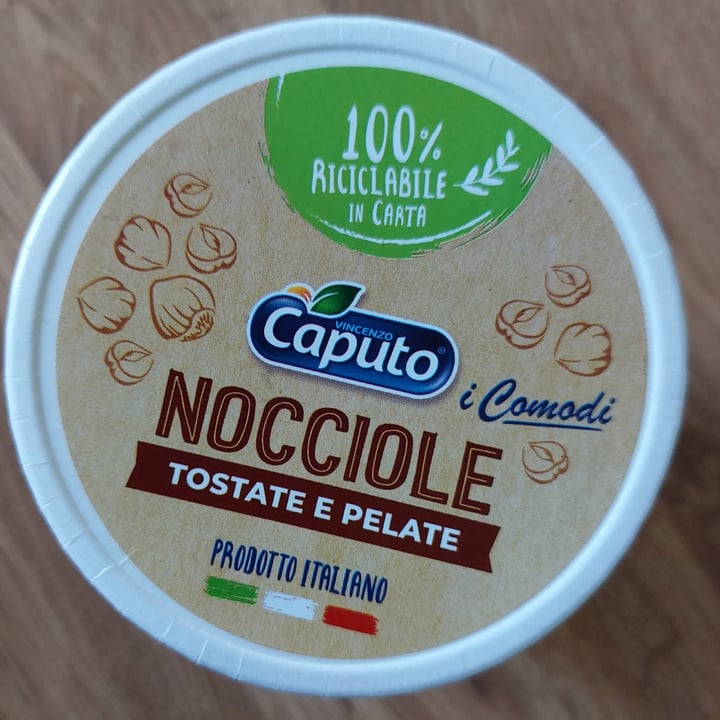 100%
RICICLABILE
IN CARTA
VINCENZO
Caputo®
i Comodi
NOCCIOLE
TOSTATE E PELATE
PRODOTTO ITALIANO